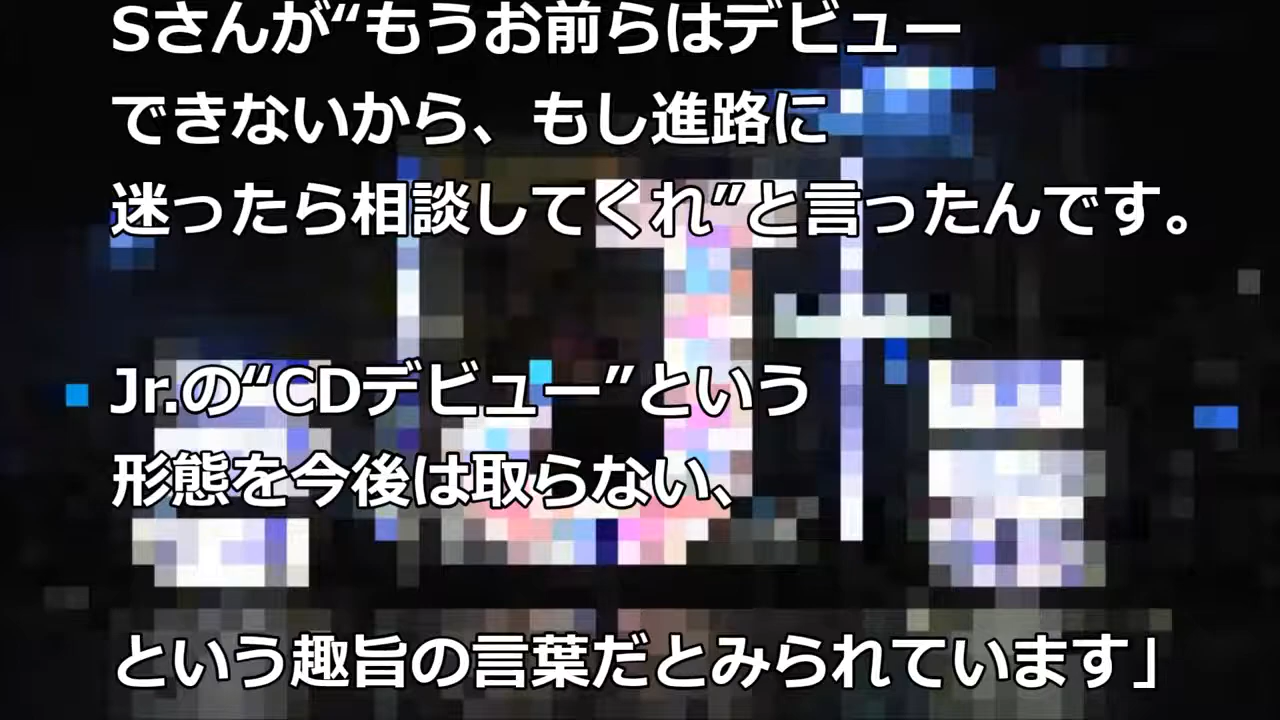 Sさんが“もうお前らはデビュー
できないから、もし進路に
迷ったら相談してくれ”と言ったんです。
Jr.の“CDデビュー”という
形態を今後は取らない、
という趣旨の言葉だとみられています」